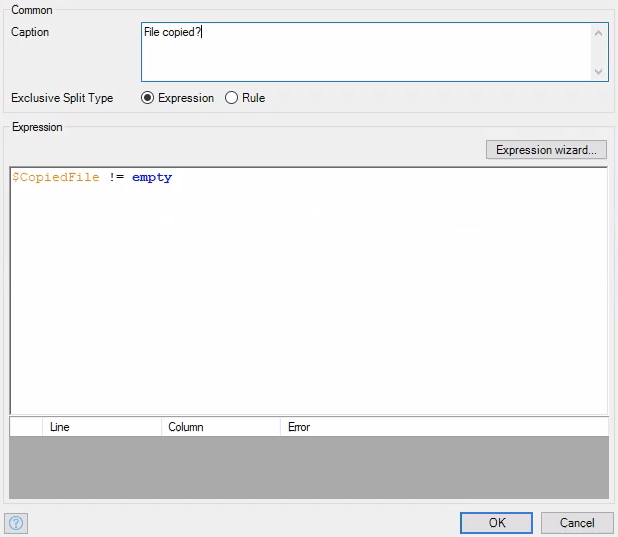 Common
Caption
File copied?
Exclusive Split Type
Expression
Rule
Expression
Expression wizard...
$CopiedFile != empty
Line
Column
Error
?
OK
Cancel